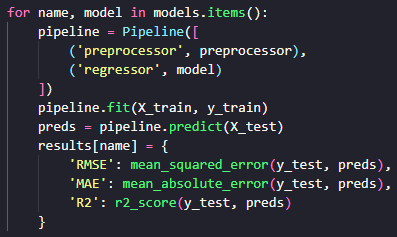 for name, model in models.items():
    pipeline = Pipeline([
        ('preprocessor', preprocessor),
        ('regressor', model)
    ])
    pipeline.fit(X_train, y_train)
    preds = pipeline.predict(X_test)
    results[name] = {
        'RMSE': mean_squared_error(y_test, preds),
        'MAE': mean_absolute_error(y_test, preds),
        'R2': r2_score(y_test, preds)
    }